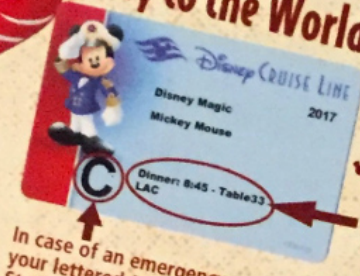 y to the World
Disney CRUISE LINE
Disney Magic
2017
Mickey Mouse
C
Dinner: 8:45 - Table33
LAC
In case of an emergen
your lettered